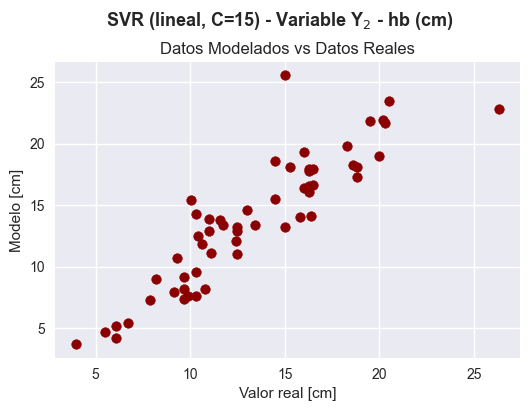 SVR (lineal, C=15) - Variable Y₂ - hb (cm)
Datos Modelados vs Datos Reales
Modelo [cm]
25
20
15
10
5
5 10 15 20 25
Valor real [cm]